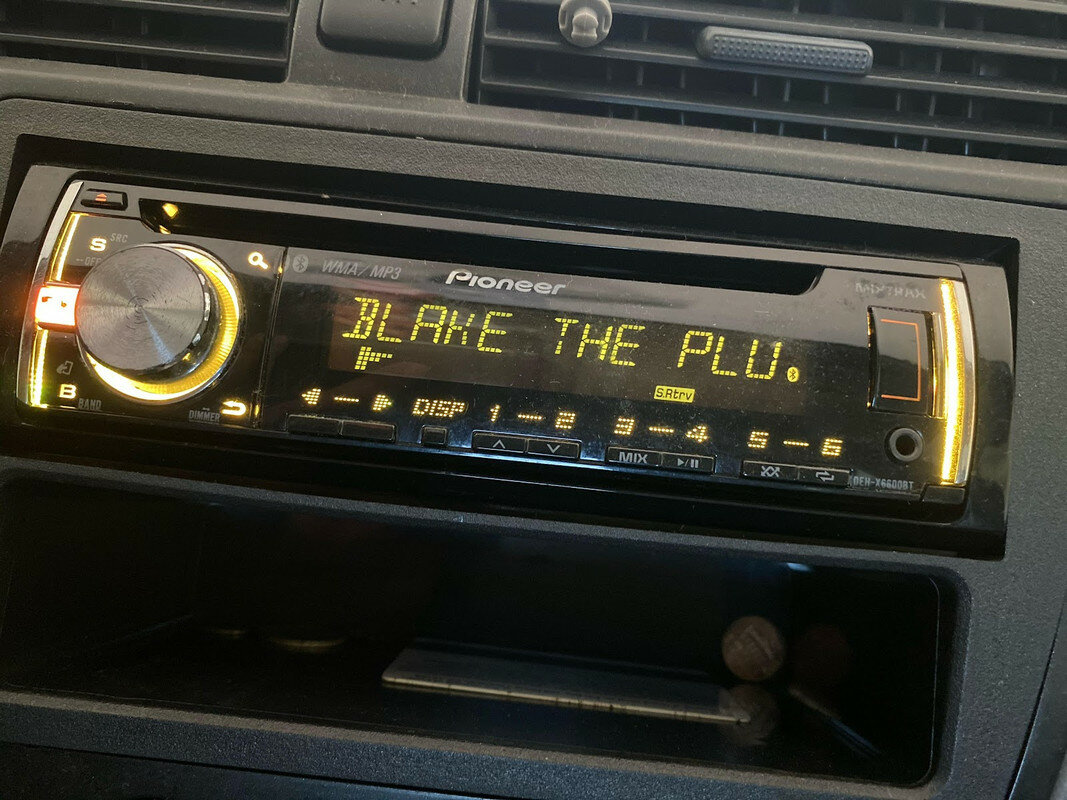 SRC
S
OFF
WMA/MP3
Pioneer
MIXTRAX
BLAKE THE PLU
S.Rtrv
B
BAND
DIMMER
DISP
1 — 2
3 — 4
5 — 6
MIX
DEH-X6600BT